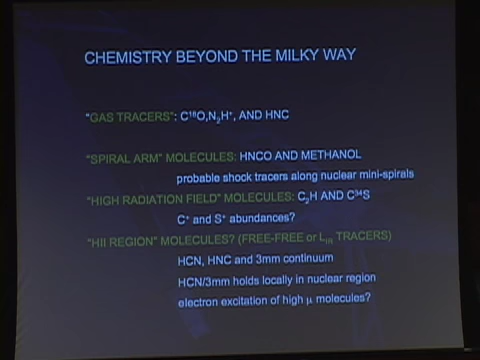 CHEMISTRY BEYOND THE MILKY WAY
"GAS TRACERS": C¹⁸O,N₂H⁺, AND HNC
"SPIRAL ARM" MOLECULES: HNCO AND METHANOL
probable shock tracers along nuclear mini-spirals
"HIGH RADIATION FIELD" MOLECULES: C₂H AND C³⁴S
C⁺ and S⁺ abundances?
"HII REGION" MOLECULES? (FREE-FREE or L_IR TRACERS)
HCN, HNC and 3mm continuum
HCN/3mm holds locally in nuclear region
electron excitation of high μ molecules?